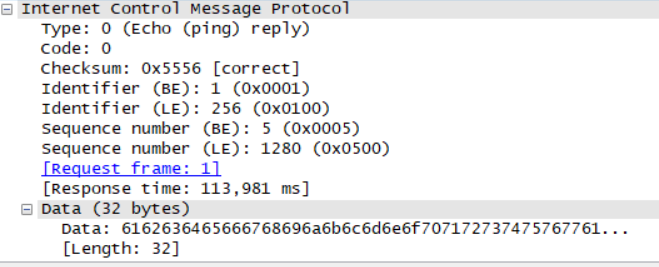 Internet Control Message Protocol
Type: 0 (Echo (ping) reply)
Code: 0
Checksum: 0x5556 [correct]
Identifier (BE): 1 (0x0001)
Identifier (LE): 256 (0x0100)
Sequence number (BE): 5 (0x0005)
Sequence number (LE): 1280 (0x0500)
[Request frame: 1]
[Response time: 113,981 ms]
Data (32 bytes)
Data: 6162636465666768696a6b6c6d6e6f707172737475767761...
[Length: 32]